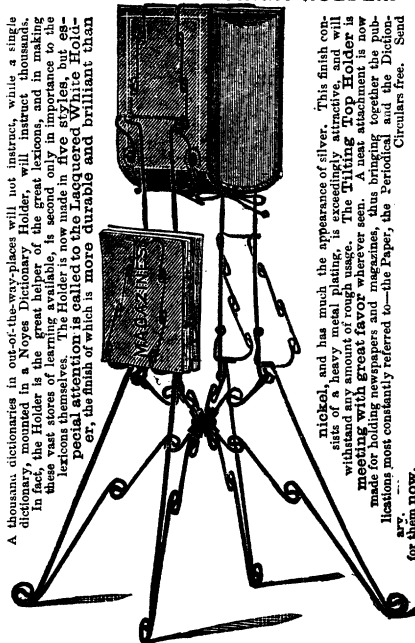 A thousand dictionaries in out-of-the-way-places will not instruct, while a single
dictionary, mounted in a Noyes Dictionary Holder, will instruct thousands.
In fact, the Holder is the great helper of the great lexicons, and in making
these vast stores of learning available, is second only in importance to the
lexicons themselves. The Holder is now made in five styles, but es-
pecial attention is called to the Lacquered White Hold-
er, the finish of which is more durable and brilliant than
MAGAZINES
nickel, and has much the appearance of silver. This finish con-
sists of a heavy metal plating, is exceedingly attractive, and will
withstand any amount of rough usage. The Tilting Top Holder is
meeting with great favor wherever seen. A neat attachment is now
made for holding newspapers and magazines, thus bringing together the pub-
lications most constantly referred to—the Paper, the Periodical and the Diction-
ary. Circulars free. Send
for them now.